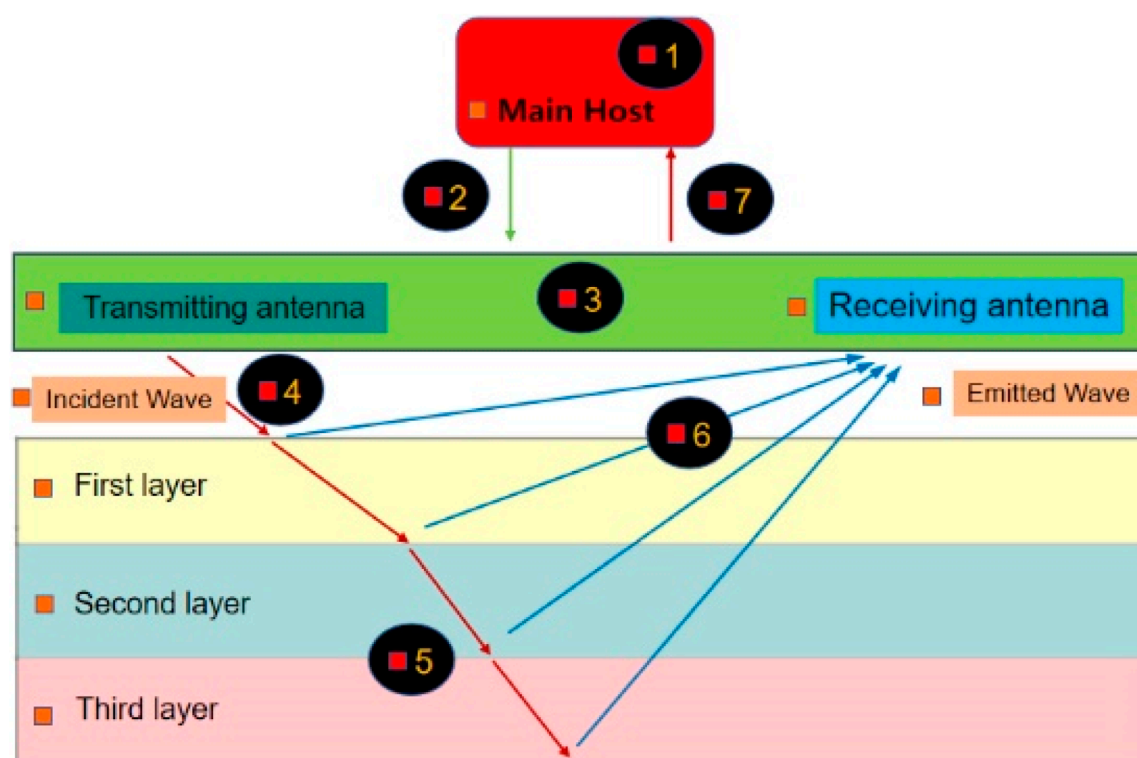 1
Main Host
2
7
3
Transmitting antenna
Receiving antenna
4
Incident Wave
Emitted Wave
6
First layer
Second layer
5
Third layer